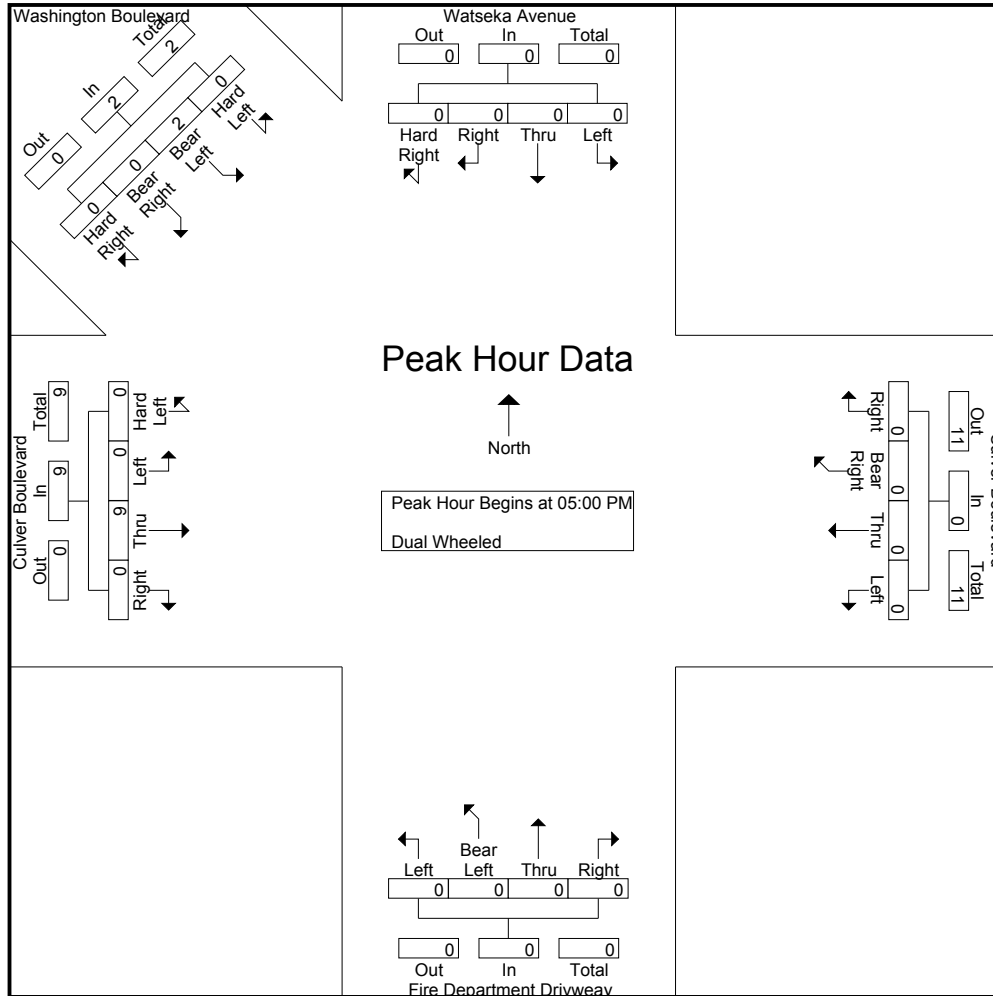 Washington Boulevard
Out In Total
0 2 2
0 0 2 0
Hard Right
Bear Right
Bear Left
Hard Left
Watseka Avenue
Out In Total
0 0 0
0 0 0 0
Hard Right
Right
Thru
Left
Peak Hour Data
North
Peak Hour Begins at 05:00 PM
Dual Wheeled
Culver Boulevard
Total In Out
9 9 0
0 0 9 0
Hard Left
Left
Thru
Right
Right
Bear Right
Thru
Left
0 0 0 0
Out In Total
11 0 11
Left
Bear Left
Thru
Right
0 0 0 0
0 0 0
Out In Total
Fire Department Driyweay